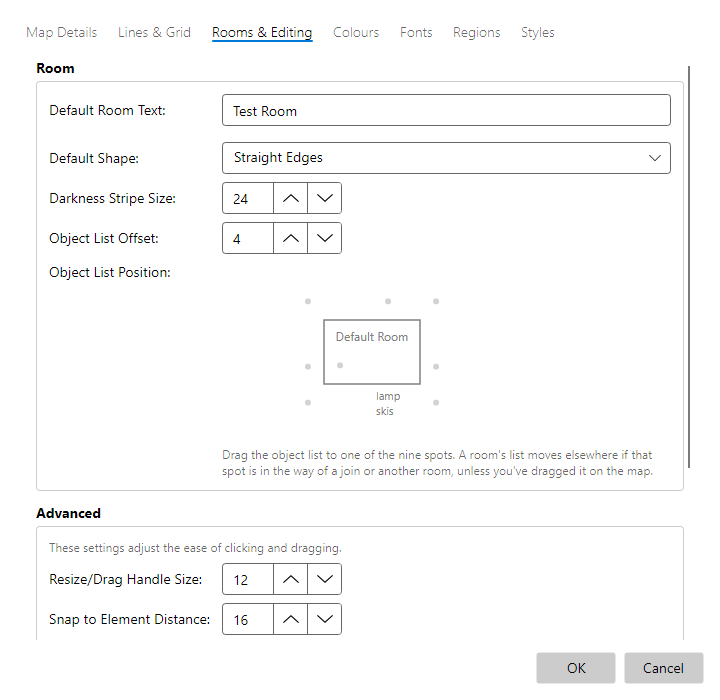 Map Details Lines & Grid Rooms & Editing Colours Fonts Regions Styles
Room
Default Room Text: Test Room
Default Shape: Straight Edges
Darkness Stripe Size: 24
Object List Offset: 4
Object List Position:
Default Room
lamp
skis
Drag the object list to one of the nine spots. A room's list moves elsewhere if that
spot is in the way of a join or another room, unless you've dragged it on the map.
Advanced
These settings adjust the ease of clicking and dragging.
Resize/Drag Handle Size: 12
Snap to Element Distance: 16
OK Cancel